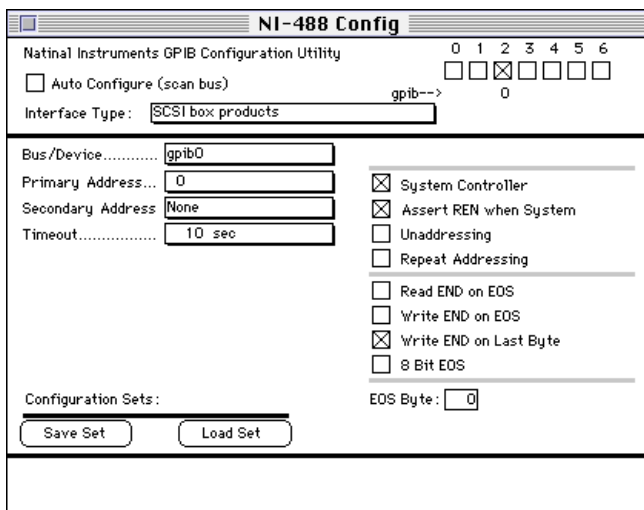 NI-488 Config
Natinal Instruments GPIB Configuration Utility
0 1 2 3 4 5 6
Auto Configure (scan bus)
gpib--> 0
Interface Type: SCSI box products
Bus/Device........... gpib0
Primary Address... 0
Secondary Address None
Timeout................ 10 sec
System Controller
Assert REN when System
Unaddressing
Repeat Addressing
Read END on EOS
Write END on EOS
Write END on Last Byte
8 Bit EOS
Configuration Sets:
EOS Byte: 0
Save Set Load Set